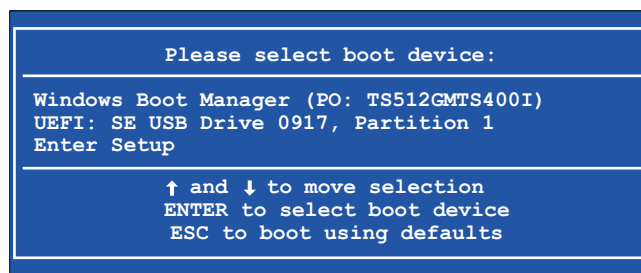 Please select boot device:
Windows Boot Manager (PO: TS512GMTS400I)
UEFI: SE USB Drive 0917, Partition 1
Enter Setup
↑ and ↓ to move selection
ENTER to select boot device
ESC to boot using defaults